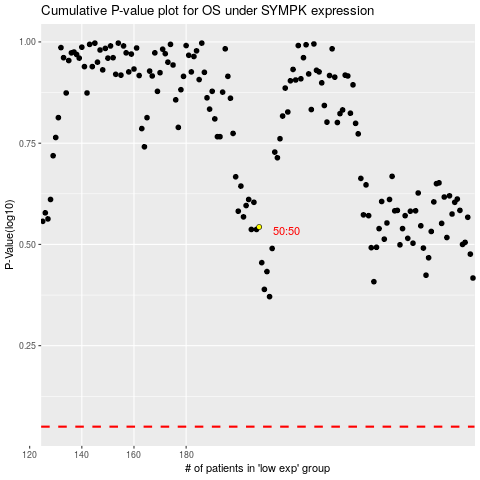 Cumulative P-value plot for OS under SYMPK expression
P-Value(log10)
1.00
0.75
0.50
0.25
50:50
120 140 160 180
# of patients in 'low exp' group